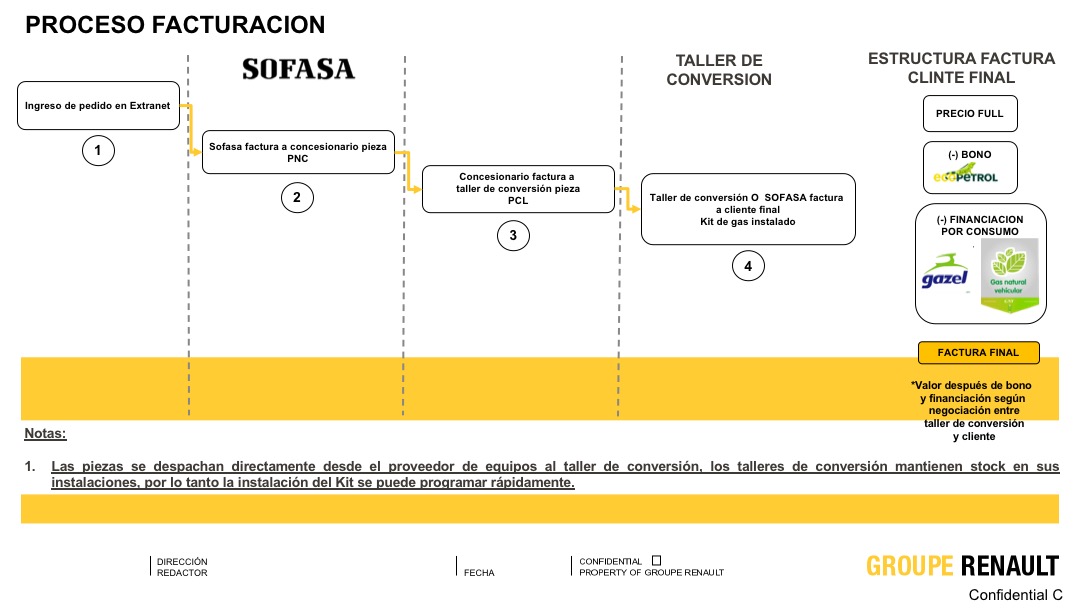 PROCESO FACTURACION
SOFASA
TALLER DE
CONVERSION
ESTRUCTURA FACTURA
CLINTE FINAL
Ingreso de pedido en Extranet
1
Sofasa factura a concesionario pieza
PNC
2
Concesionario factura a
taller de conversión pieza
PCL
3
Taller de conversión O SOFASA factura
a cliente final
Kit de gas instalado
4
PRECIO FULL
(-) BONO
ecOPETROL
(-) FINANCIACION
POR CONSUMO
gazel
Gas natural
vehicular
FACTURA FINAL
*Valor después de bono
y financiación según
negociación entre
taller de conversión
y cliente
Notas:
1. Las piezas se despachan directamente desde el proveedor de equipos al taller de conversión, los talleres de conversión mantienen stock en sus
instalaciones, por lo tanto la instalación del Kit se puede programar rápidamente.
DIRECCIÓN
REDACTOR
FECHA
CONFIDENTIAL
PROPERTY OF GROUPE RENAULT
GROUPE RENAULT
Confidential C